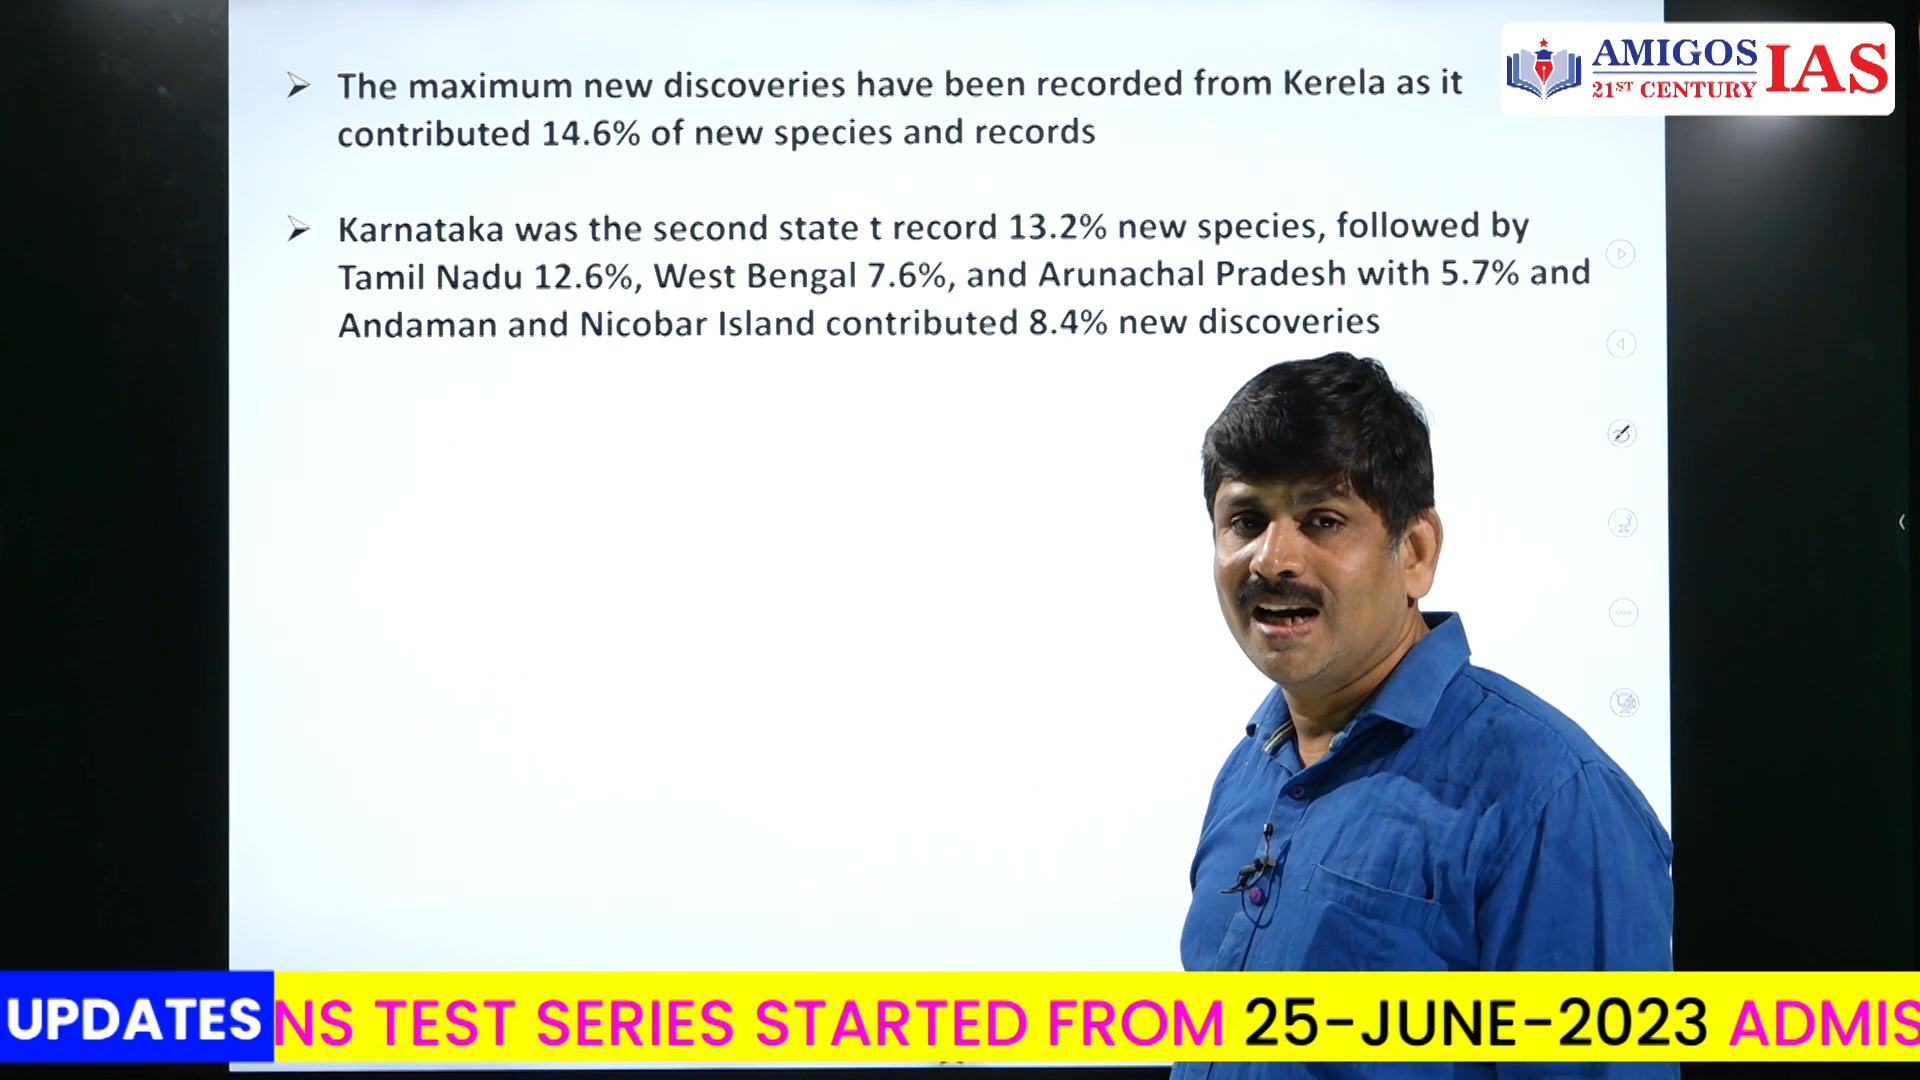 The maximum new discoveries have been recorded from Kerela as it
contributed 14.6% of new species and records
Karnataka was the second state t record 13.2% new species, followed by
Tamil Nadu 12.6%, West Bengal 7.6%, and Arunachal Pradesh with 5.7% and
Andaman and Nicobar Island contributed 8.4% new discoveries
AMIGOS
21ST CENTURY
IAS
UPDATES
NS TEST SERIES STARTED FROM 25-JUNE-2023 ADMIS